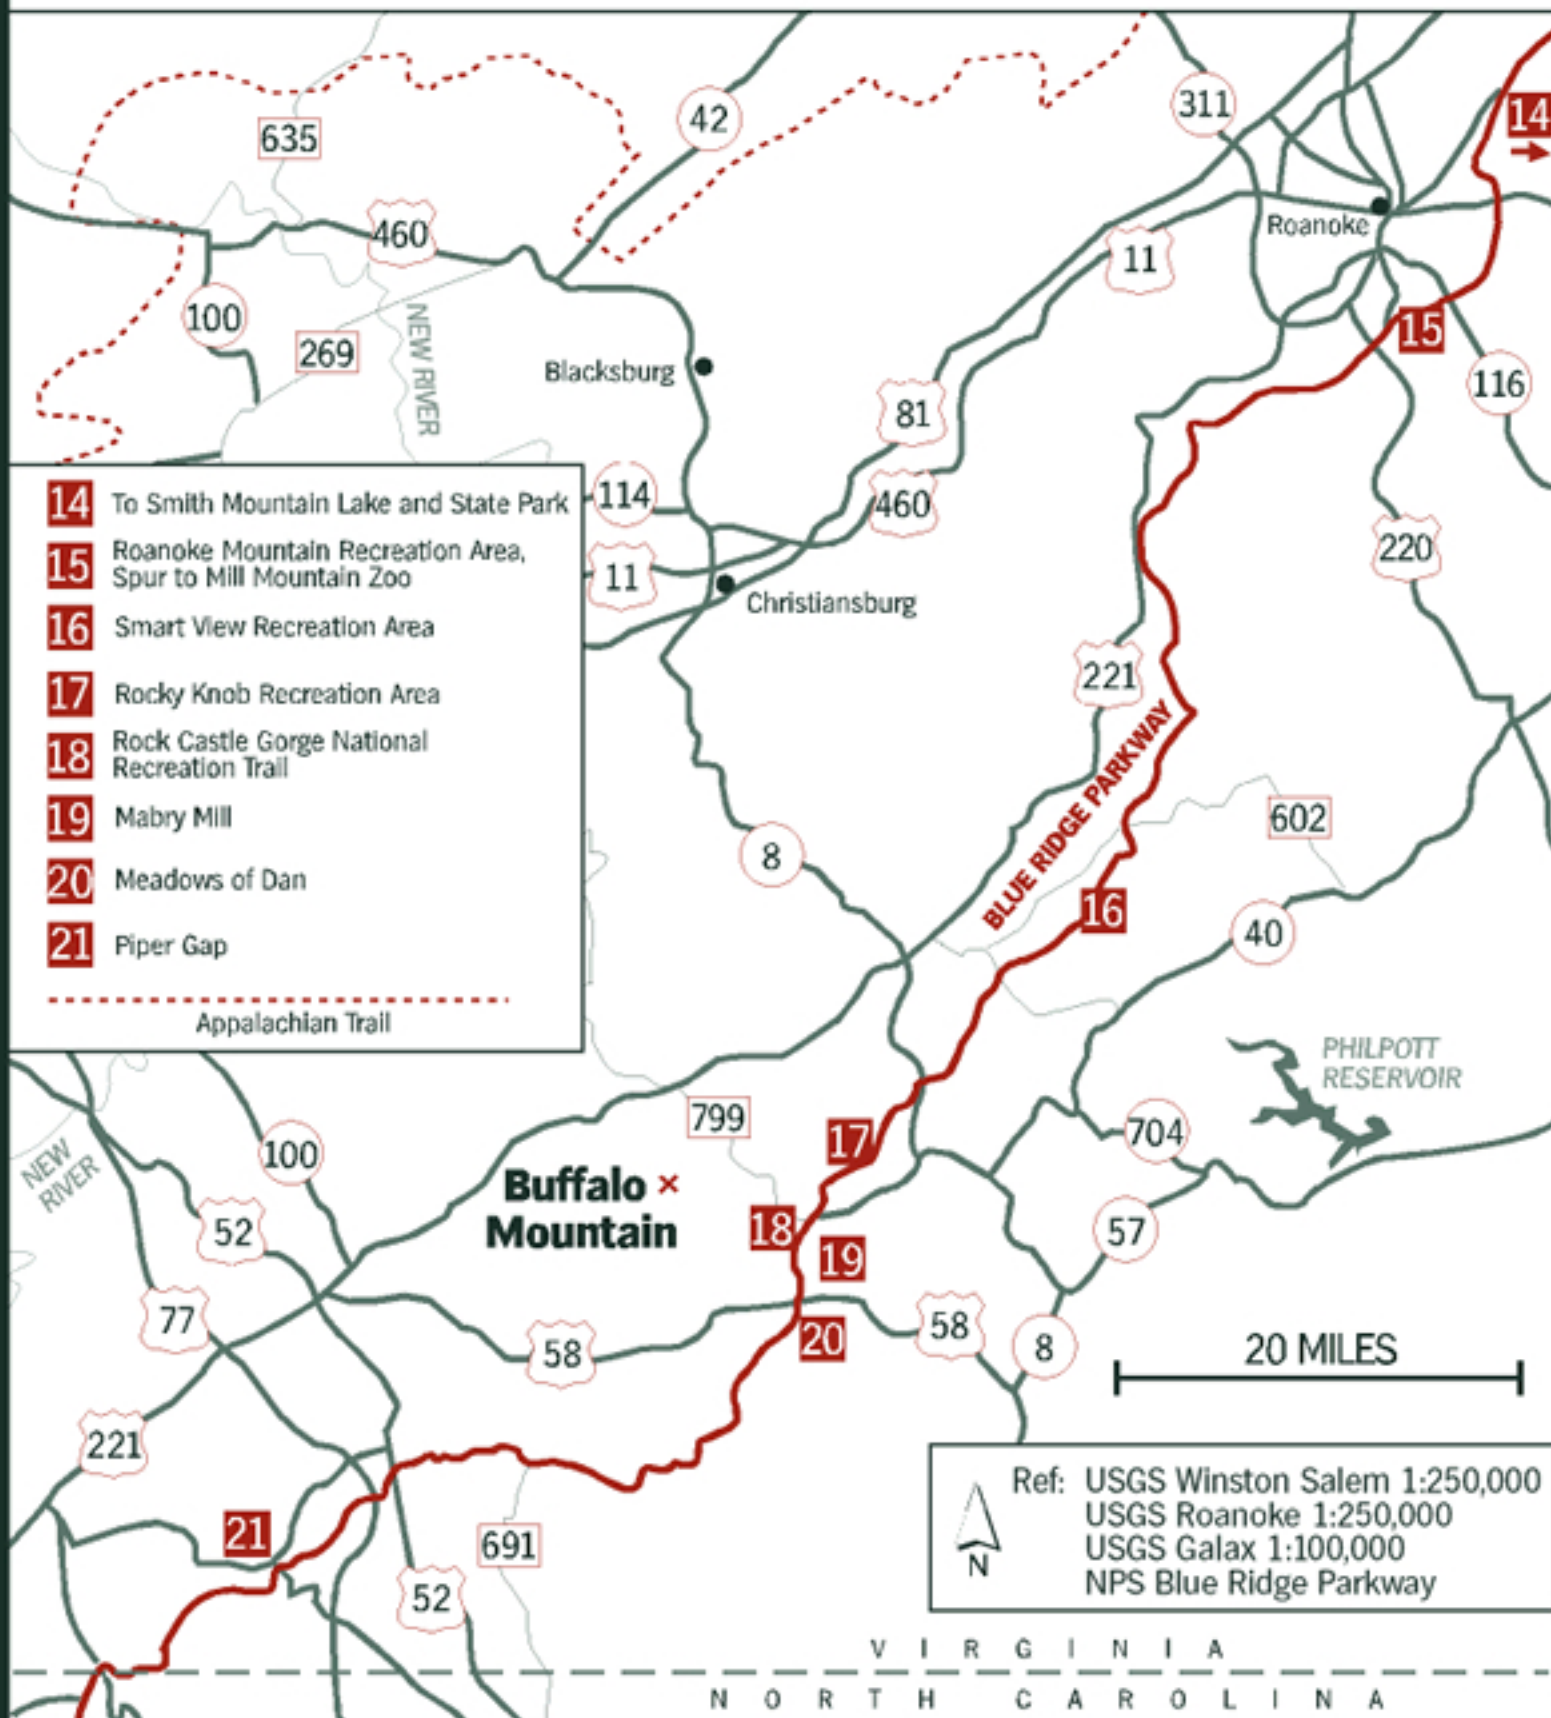 635
42
311
14
460
11
Roanoke
100
269
NEW RIVER
Blacksburg
15
116
81
460
114
11
Christiansburg
220
221
BLUE RIDGE PARKWAY
14 To Smith Mountain Lake and State Park
15 Roanoke Mountain Recreation Area,
Spur to Mill Mountain Zoo
16 Smart View Recreation Area
17 Rocky Knob Recreation Area
18 Rock Castle Gorge National
Recreation Trail
19 Mabry Mill
20 Meadows of Dan
21 Piper Gap
Appalachian Trail
602
8
16
40
PHILPOTT
RESERVOIR
799
17
704
NEW
RIVER
100
Buffalo
Mountain
52
18
19
57
77
58
20
58
8
20 MILES
221
21
691
52
N
Ref: USGS Winston Salem 1:250,000
USGS Roanoke 1:250,000
USGS Galax 1:100,000
NPS Blue Ridge Parkway
VIRGINIA
NORTH CAROLINA